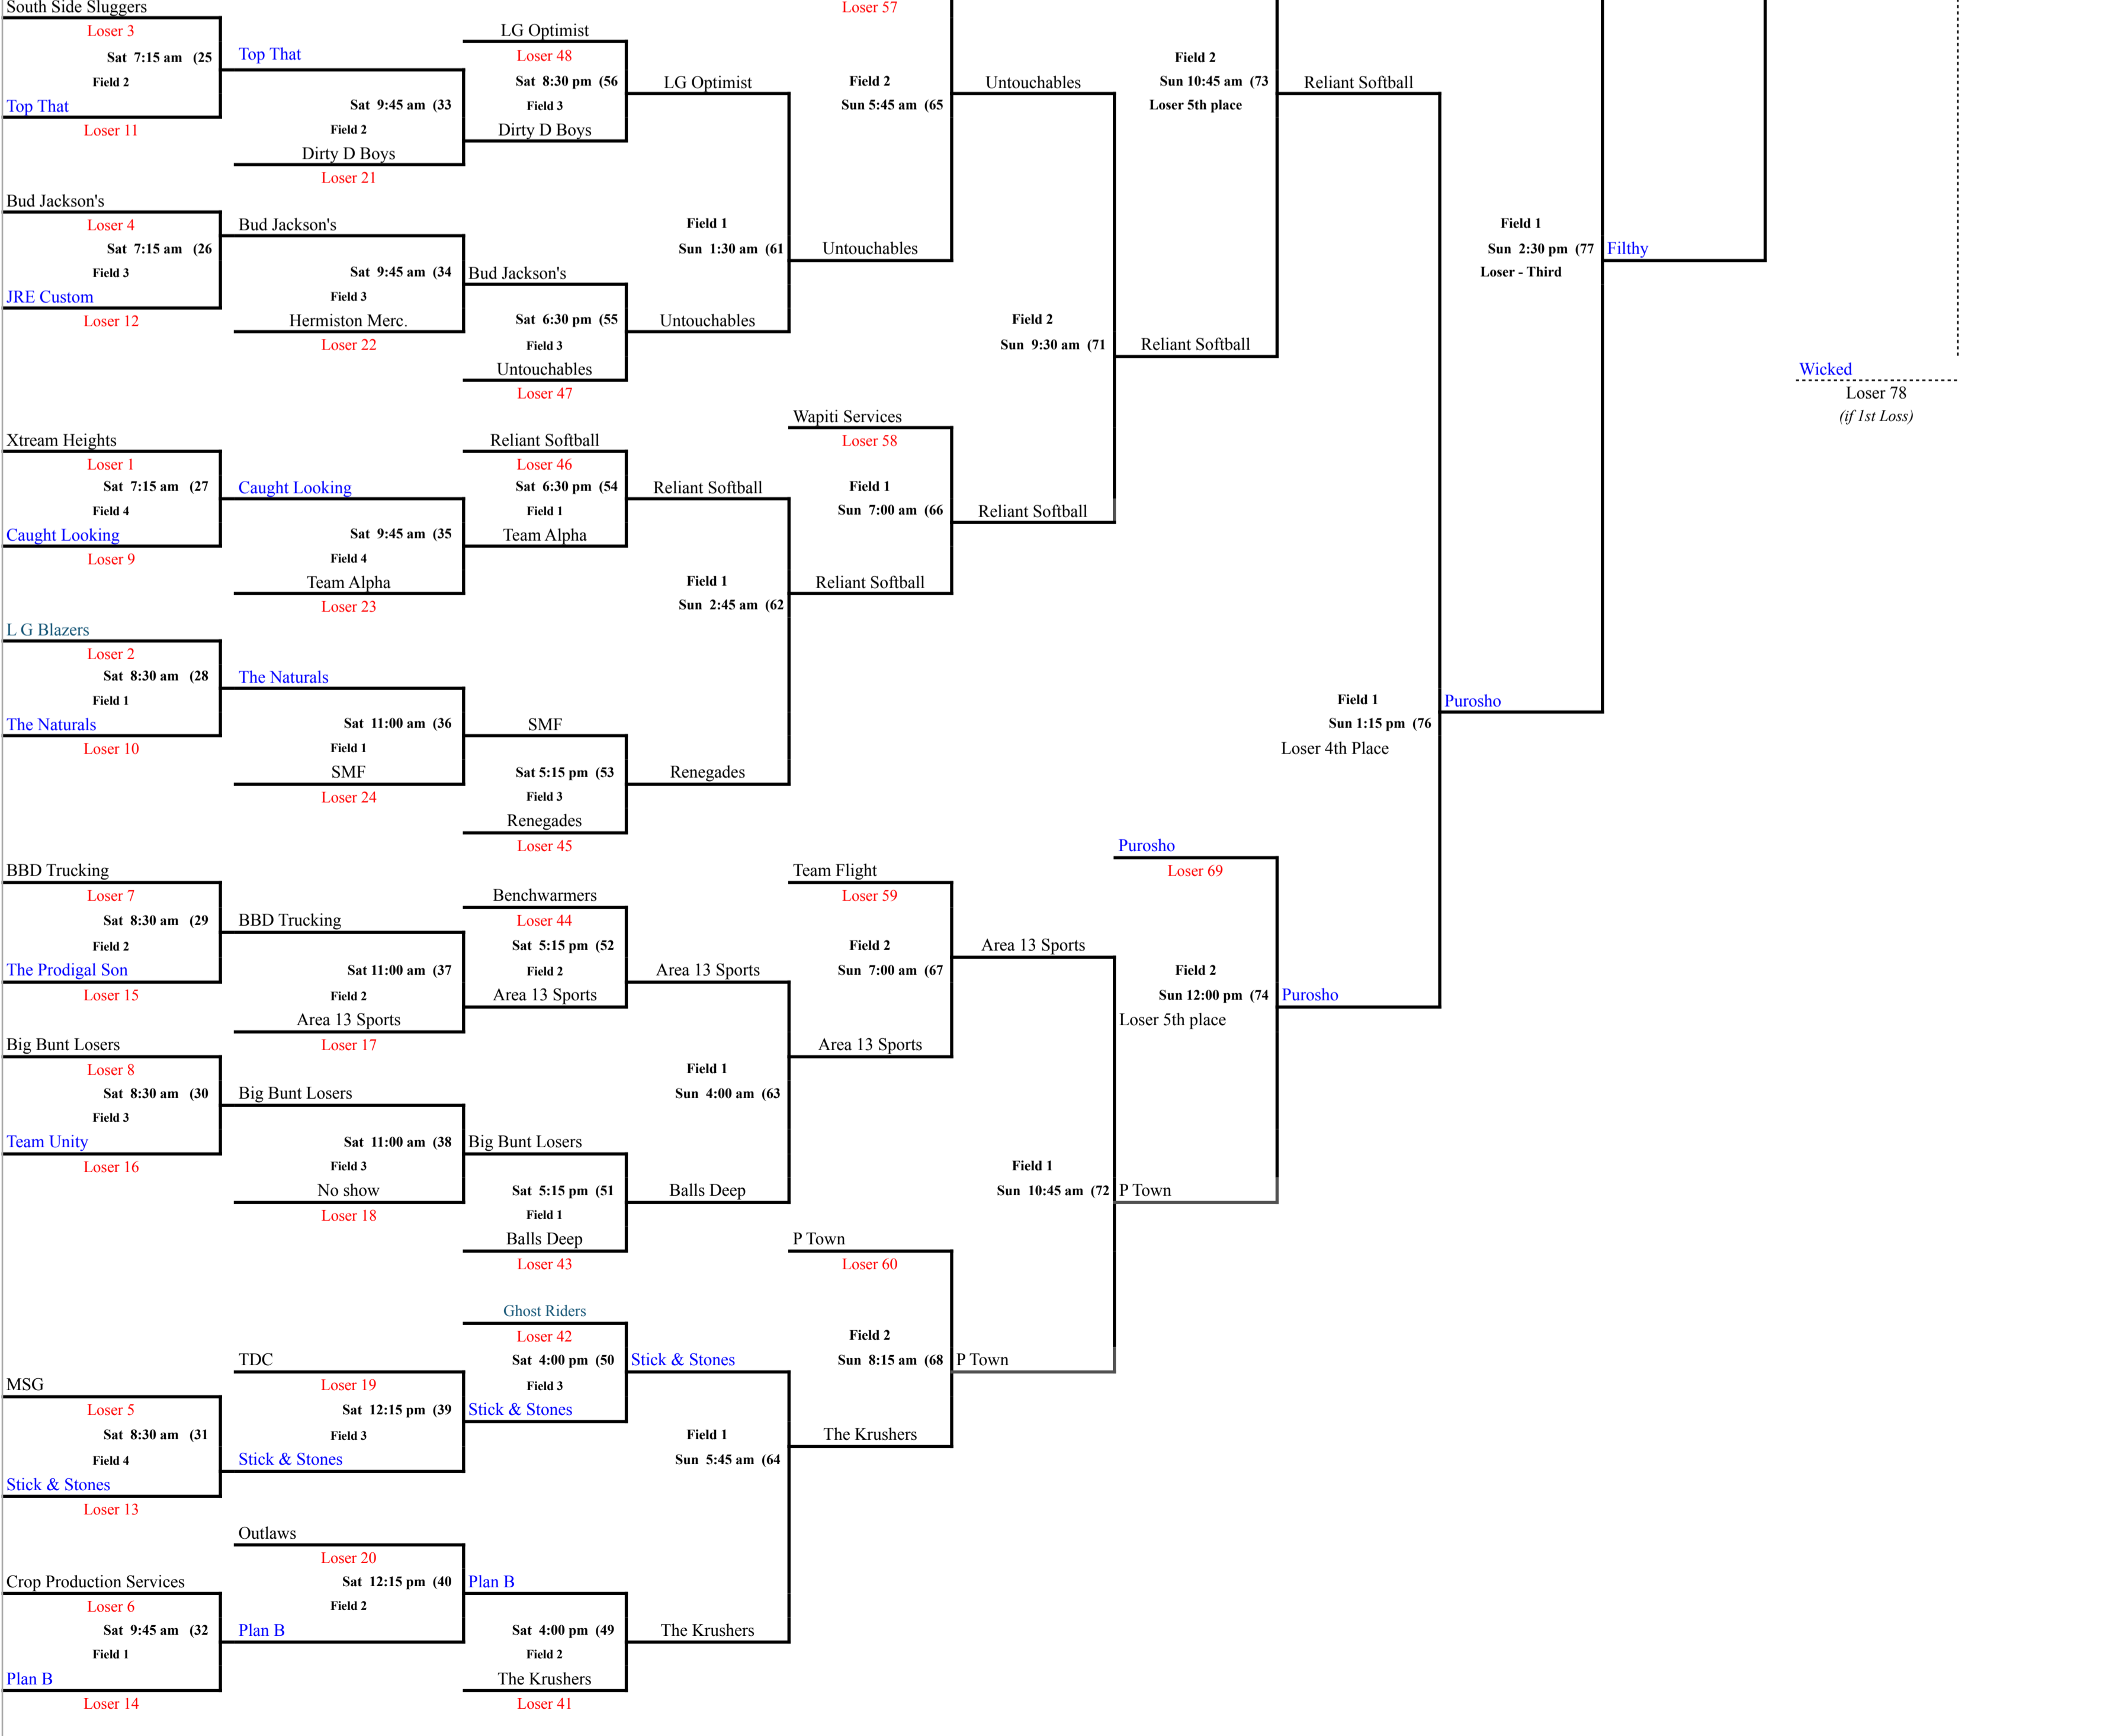 South Side Sluggers
Loser 3
Sat 7:15 am (25
Field 2
Top That
Loser 11
Bud Jackson's
Loser 4
Sat 7:15 am (26
Field 3
JRE Custom
Loser 12
Xtream Heights
Loser 1
Sat 7:15 am (27
Field 4
Caught Looking
Loser 9
L G Blazers
Loser 2
Sat 8:30 am (28
Field 1
The Naturals
Loser 10
BBD Trucking
Loser 7
Sat 8:30 am (29
Field 2
The Prodigal Son
Loser 15
Big Bunt Losers
Loser 8
Sat 8:30 am (30
Field 3
Team Unity
Loser 16
MSG
Loser 5
Sat 8:30 am (31
Field 4
Stick & Stones
Loser 13
Crop Production Services
Loser 6
Sat 9:45 am (32
Field 1
Plan B
Loser 14
Top That
Sat 9:45 am (33
Field 2
Dirty D Boys
Loser 21
Bud Jackson's
Sat 9:45 am (34
Field 3
Hermiston Merc.
Loser 22
Caught Looking
Sat 9:45 am (35
Field 4
Team Alpha
Loser 23
The Naturals
Sat 11:00 am (36
Field 1
SMF
Loser 24
BBD Trucking
Sat 11:00 am (37
Field 2
Area 13 Sports
Loser 17
Big Bunt Losers
Sat 11:00 am (38
Field 3
No show
Loser 18
TDC
Loser 19
Sat 12:15 pm (39
Field 3
Stick & Stones
Outlaws
Loser 20
Sat 12:15 pm (40
Field 2
Plan B
LG Optimist
Loser 48
Sat 8:30 pm (56
Field 3
Dirty D Boys
Bud Jackson's
Sat 6:30 pm (55
Field 3
Untouchables
Loser 47
Reliant Softball
Loser 46
Sat 6:30 pm (54
Field 1
Team Alpha
SMF
Sat 5:15 pm (53
Field 3
Renegades
Loser 45
Benchwarmers
Loser 44
Sat 5:15 pm (52
Field 2
Area 13 Sports
Big Bunt Losers
Sat 5:15 pm (51
Field 1
Balls Deep
Loser 43
Ghost Riders
Loser 42
Sat 4:00 pm (50
Field 3
Stick & Stones
Plan B
Sat 4:00 pm (49
Field 2
The Krushers
Loser 41
LG Optimist
Field 1
Sun 1:30 am (61
Untouchables
Reliant Softball
Field 1
Sun 2:45 am (62
Renegades
Area 13 Sports
Field 1
Sun 4:00 am (63
Balls Deep
Stick & Stones
Field 1
Sun 5:45 am (64
The Krushers
Loser 57
Field 2
Sun 5:45 am (65
Untouchables
Wapiti Services
Loser 58
Field 1
Sun 7:00 am (66
Reliant Softball
Team Flight
Loser 59
Field 2
Sun 7:00 am (67
Area 13 Sports
P Town
Loser 60
Field 2
Sun 8:15 am (68
The Krushers
Untouchables
Field 2
Sun 9:30 am (71
Reliant Softball
Area 13 Sports
Field 1
Sun 10:45 am (72
P Town
Field 2
Sun 10:45 am (73
Loser 5th place
Reliant Softball
Purosho
Loser 69
Field 2
Sun 12:00 pm (74
Loser 5th place
P Town
Reliant Softball
Field 1
Sun 1:15 pm (76
Loser 4th Place
Purosho
Field 1
Sun 2:30 pm (77
Loser - Third
Purosho
Filthy
Wicked
Loser 78
(if 1st Loss)